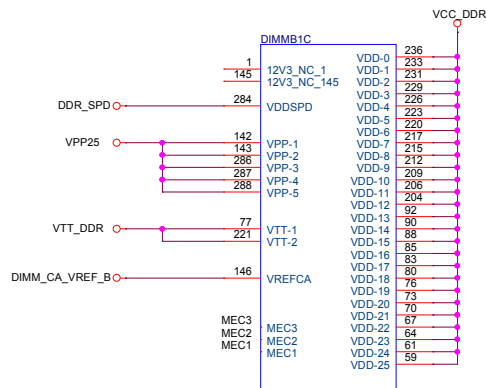 VCC_DDR
DIMMB1C
1 12V3_NC_1
145 12V3_NC_145
DDR_SPD 284 VDDSPD
VPP25 142 VPP-1
143 VPP-2
286 VPP-3
287 VPP-4
288 VPP-5
VTT_DDR 77 VTT-1
221 VTT-2
DIMM_CA_VREF_B 146 VREFCA
MEC3 MEC3
MEC2 MEC2
MEC1 MEC1
VDD-0 236
VDD-1 233
VDD-2 231
VDD-3 229
VDD-4 226
VDD-5 223
VDD-6 220
VDD-7 217
VDD-8 215
VDD-9 212
VDD-10 209
VDD-11 206
VDD-12 204
VDD-13 92
VDD-14 90
VDD-15 88
VDD-16 85
VDD-17 83
VDD-18 80
VDD-19 76
VDD-20 73
VDD-21 70
VDD-22 67
VDD-23 64
VDD-24 61
VDD-25 59